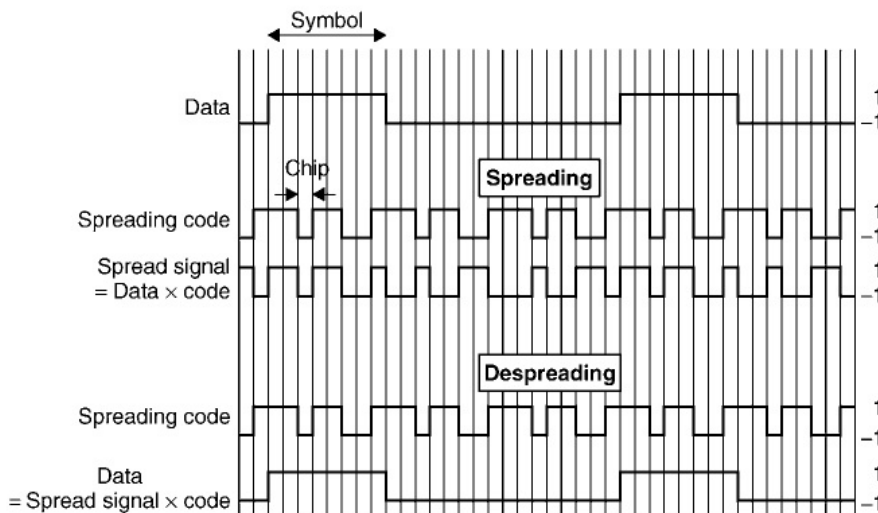 Symbol
Data
1
−1
Chip
Spreading
Spreading code
1
−1
Spread signal
= Data × code
1
−1
Despreading
Spreading code
1
−1
Data
= Spread signal × code
1
−1